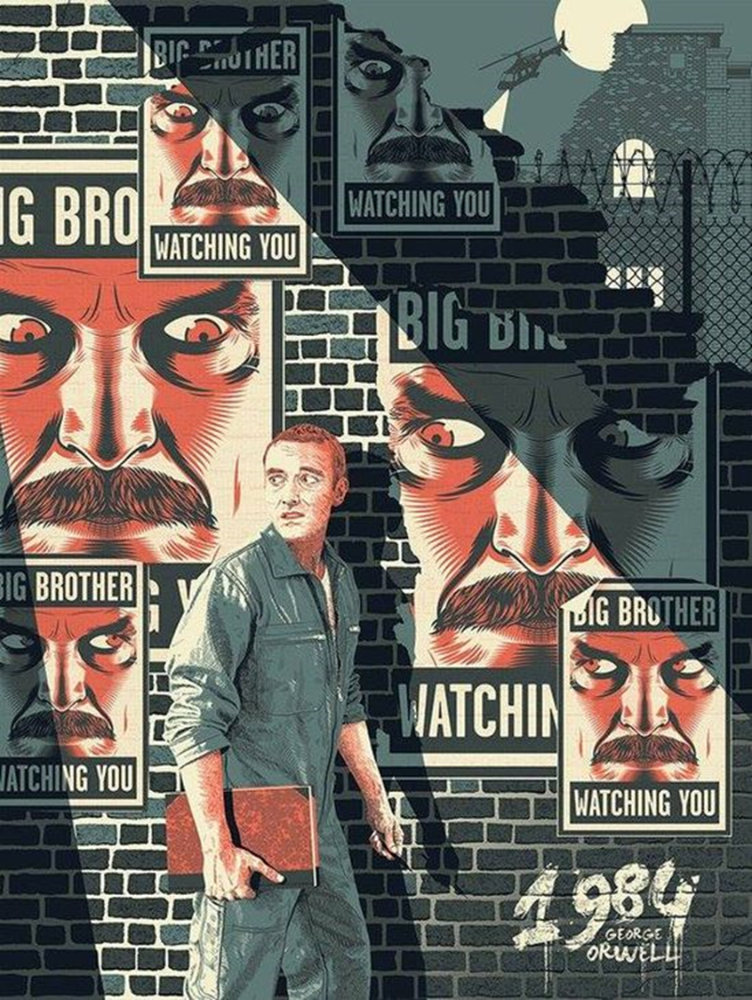 BIG BROTHER
WATCHING YOU
WATCHING YOU
IG BRO
G
BIG BR
WATCHIN
BIG BROTHER
WATCHING YOU
BIG BROTHER
WATCHING YOU
1984
GEORGE
ORWELL